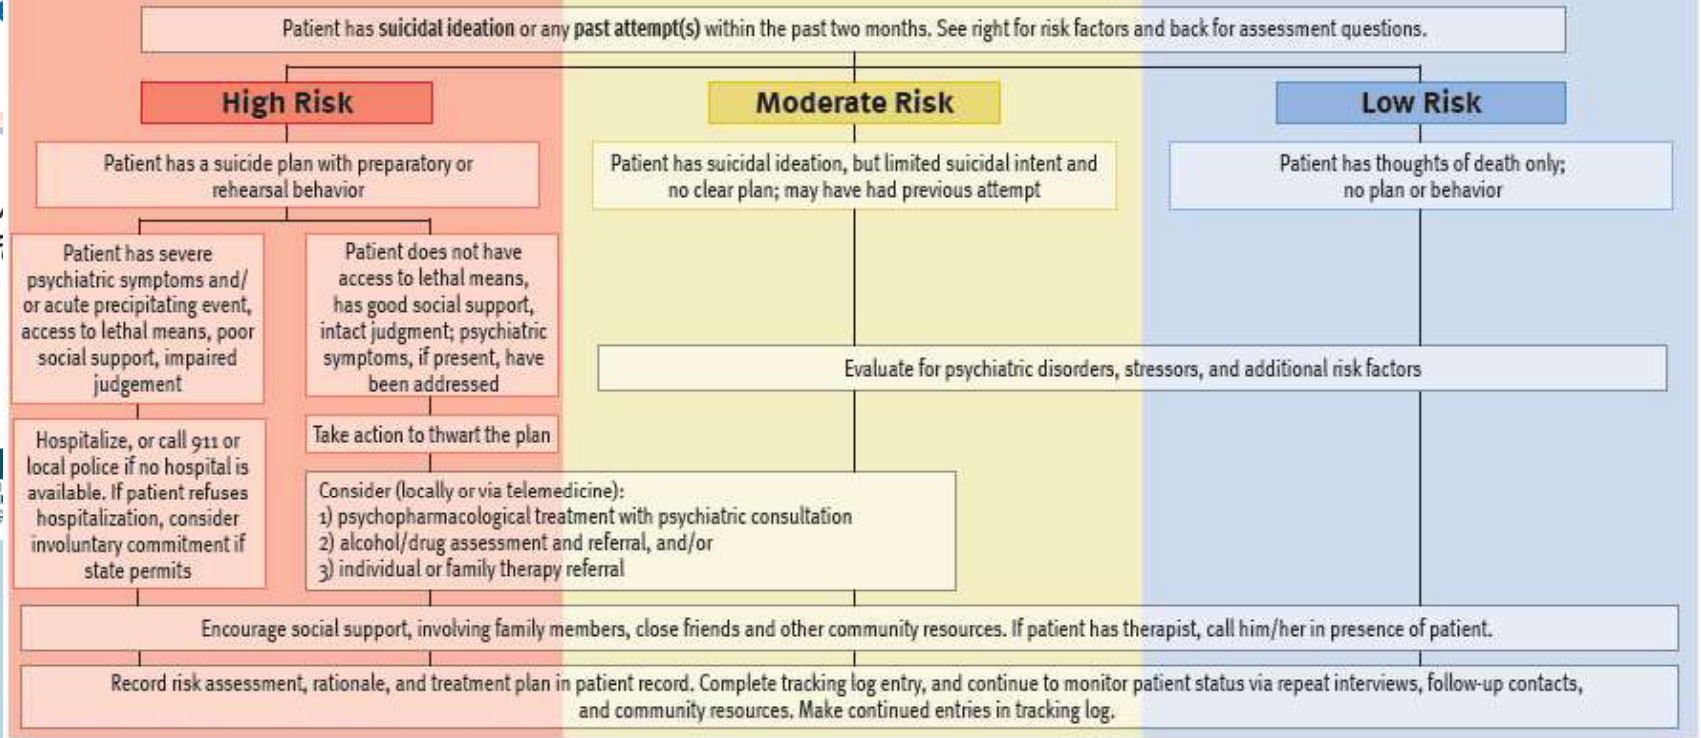 Patient has suicidal ideation or any past attempt(s) within the past two months. See right for risk factors and back for assessment questions.
High Risk
Moderate Risk
Low Risk
Patient has a suicide plan with preparatory or
rehearsal behavior
Patient has suicidal ideation, but limited suicidal intent and
no clear plan; may have had previous attempt
Patient has thoughts of death only;
no plan or behavior
Patient has severe
psychiatric symptoms and/
or acute precipitating event,
access to lethal means, poor
social support, impaired
judgement
Patient does not have
access to lethal means,
has good social support,
intact judgment; psychiatric
symptoms, if present, have
been addressed
Evaluate for psychiatric disorders, stressors, and additional risk factors
Hospitalize, or call 911 or
local police if no hospital is
available. If patient refuses
hospitalization, consider
involuntary commitment if
state permits
Take action to thwart the plan
Consider (locally or via telemedicine):
1) psychopharmacological treatment with psychiatric consultation
2) alcohol/drug assessment and referral, and/or
3) individual or family therapy referral
Encourage social support, involving family members, close friends and other community resources. If patient has therapist, call him/her in presence of patient.
Record risk assessment, rationale, and treatment plan in patient record. Complete tracking log entry, and continue to monitor patient status via repeat interviews, follow-up contacts,
and community resources. Make continued entries in tracking log.